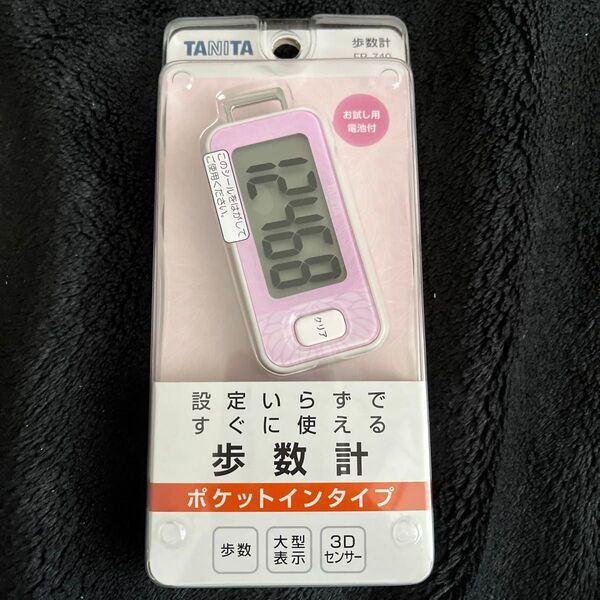 TANITA
歩数計
FB-740
お試し用
電池付
このシールをはがして
ご使用ください。
12468
クリア
設定いらずで
すぐに使える
歩数計
ポケットインタイプ
歩数
大型
表示
3D
センサー